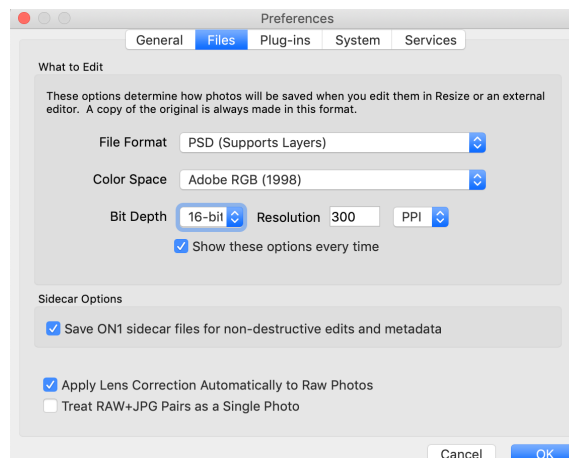 Preferences
General Files Plug-ins System Services
What to Edit
These options determine how photos will be saved when you edit them in Resize or an external
editor. A copy of the original is always made in this format.
File Format PSD (Supports Layers)
Color Space Adobe RGB (1998)
Bit Depth 16-bit Resolution 300 PPI
Show these options every time
Sidecar Options
Save ON1 sidecar files for non-destructive edits and metadata
Apply Lens Correction Automatically to Raw Photos
Treat RAW+JPG Pairs as a Single Photo
Cancel OK